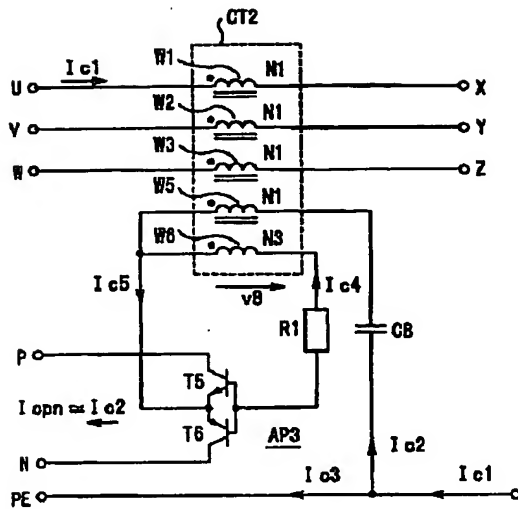 CT2
Ic1
W1
N1
U
X
W2
N1
V
Y
W3
N1
W
Z
W5
N1
W6
N3
Ic5
v8
Ic4
R1
CB
P
T5
Icpn ≃ Ic2
T6
AP3
Ic2
N
Ic3
Ic1
PE